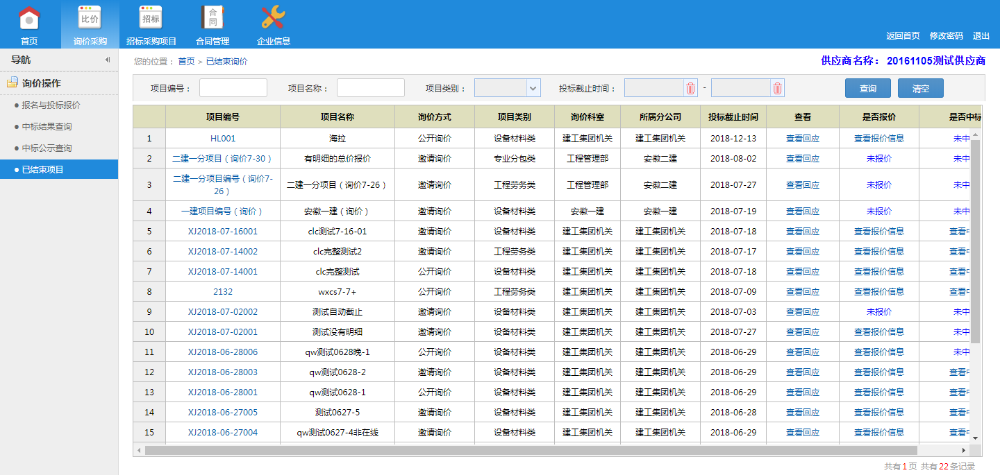 比价 招标 合同
首页 询价采购 招标采购项目 合同管理 企业信息
返回首页 修改密码 退出
导航
您的位置： 首页 > 已结束询价
供应商名称： 20161105测试供应商
询价操作
报名与投标报价
中标结果查询
中标公示查询
已结束项目
项目编号： 项目名称： 项目类别： 投标截止时间： - 查询 清空
项目编号 项目名称 询价方式 项目类别 询价科室 所属分公司 投标截止时间 查看 是否报价 是否中标
1 HL001 海拉 公开询价 设备材料类 建工集团机关 建工集团机关 2018-12-13 查看回应 查看报价信息 未中
2 二建一分项目（询价7-30） 有明细的总价报价 邀请询价 专业分包类 工程管理部 安徽二建 2018-08-02 查看回应 未报价 未中
3 二建一分项目编号（询价7-
26） 二建一分项目（询价7-26） 邀请询价 工程劳务类 工程管理部 安徽二建 2018-07-27 查看回应 未报价 未中
4 一建项目编号（询价） 安徽一建（询价） 邀请询价 设备材料类 安徽一建 安徽一建 2018-07-19 查看回应 未报价 未中
5 XJ2018-07-16001 clc测试7-16-01 邀请询价 设备材料类 建工集团机关 建工集团机关 2018-07-18 查看回应 查看报价信息 查看中
6 XJ2018-07-14002 clc完整测试2 邀请询价 工程劳务类 建工集团机关 建工集团机关 2018-07-17 查看回应 查看报价信息 查看中
7 XJ2018-07-14001 clc完整测试 公开询价 设备材料类 建工集团机关 建工集团机关 2018-07-18 查看回应 查看报价信息 查看中
8 2132 wxcs7-7+ 公开询价 工程劳务类 建工集团机关 建工集团机关 2018-07-09 查看回应 查看报价信息 查看中
9 XJ2018-07-02002 测试自动截止 邀请询价 设备材料类 建工集团机关 建工集团机关 2018-07-03 查看回应 未报价 未中
10 XJ2018-07-02001 测试没有明细 邀请询价 设备材料类 建工集团机关 建工集团机关 2018-07-27 查看回应 查看报价信息 未中
11 XJ2018-06-28006 qw测试0628晚-1 公开询价 设备材料类 建工集团机关 建工集团机关 2018-06-29 查看回应 查看报价信息 未中
12 XJ2018-06-28003 qw测试0628-2 邀请询价 设备材料类 建工集团机关 建工集团机关 2018-06-29 查看回应 查看报价信息 查看中
13 XJ2018-06-28001 qw测试0628-1 公开询价 设备材料类 建工集团机关 建工集团机关 2018-06-29 查看回应 查看报价信息 查看中
14 XJ2018-06-27005 测试0627-5 邀请询价 设备材料类 建工集团机关 建工集团机关 2018-06-28 查看回应 查看报价信息 查看中
15 XJ2018-06-27004 qw测试0627-4非在线 邀请询价 设备材料类 建工集团机关 建工集团机关 2018-06-29 查看回应 查看报价信息 查看中
共有1页 共有22条记录